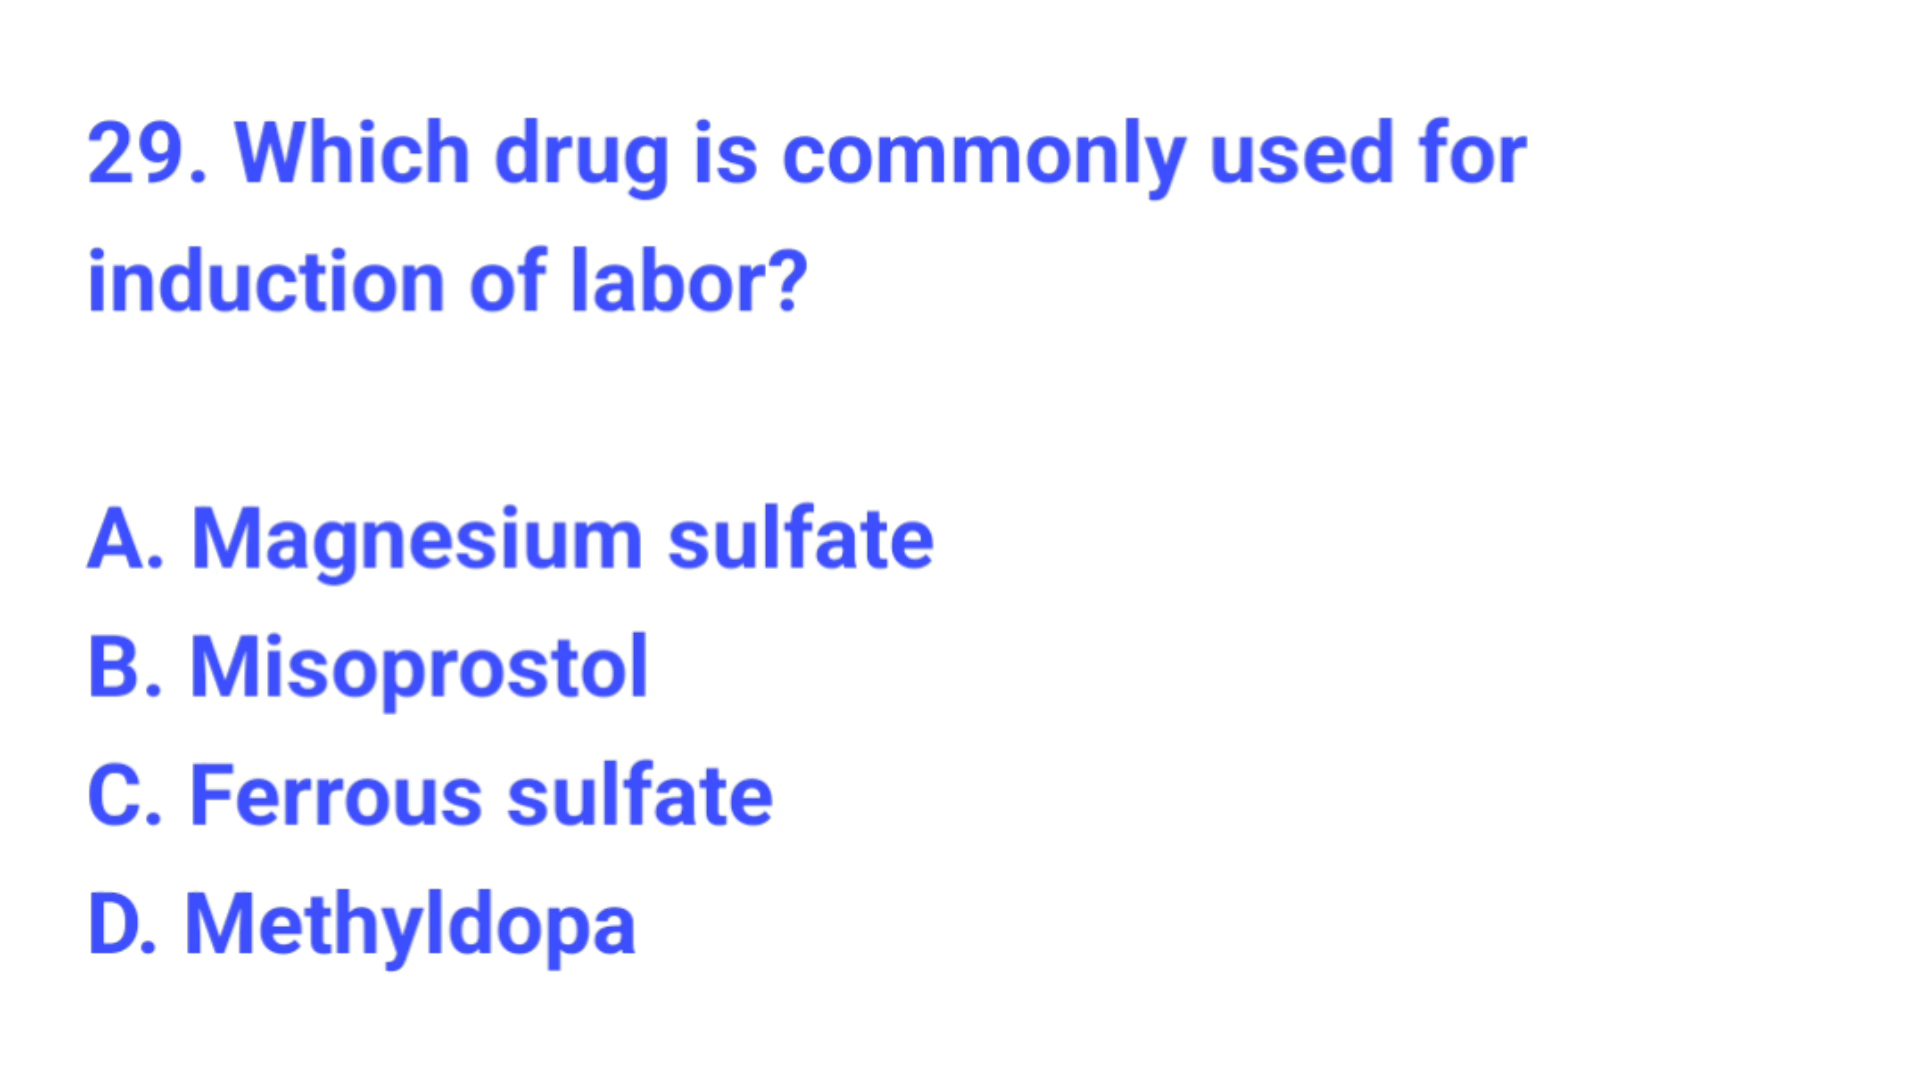 29. Which drug is commonly used for
induction of labor?
A. Magnesium sulfate
B. Misoprostol
C. Ferrous sulfate
D. Methyldopa